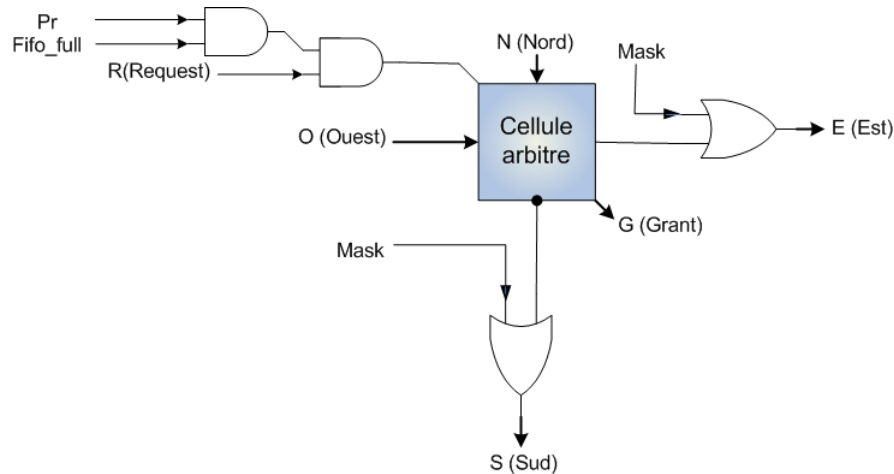 Pr
Fifo_full
R(Request)
N (Nord)
Mask
O (Ouest)
Cellule
arbitre
E (Est)
G (Grant)
Mask
S (Sud)